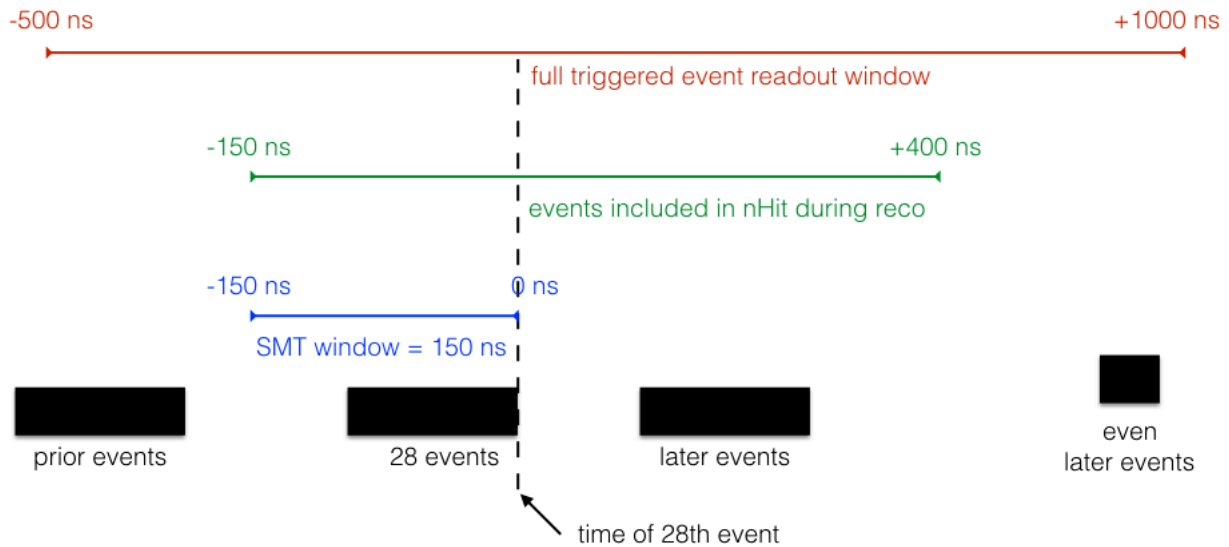 -500 ns
+1000 ns
full triggered event readout window
-150 ns
+400 ns
events included in nHit during reco
-150 ns
0 ns
SMT window = 150 ns
prior events
28 events
later events
even
later events
time of 28th event